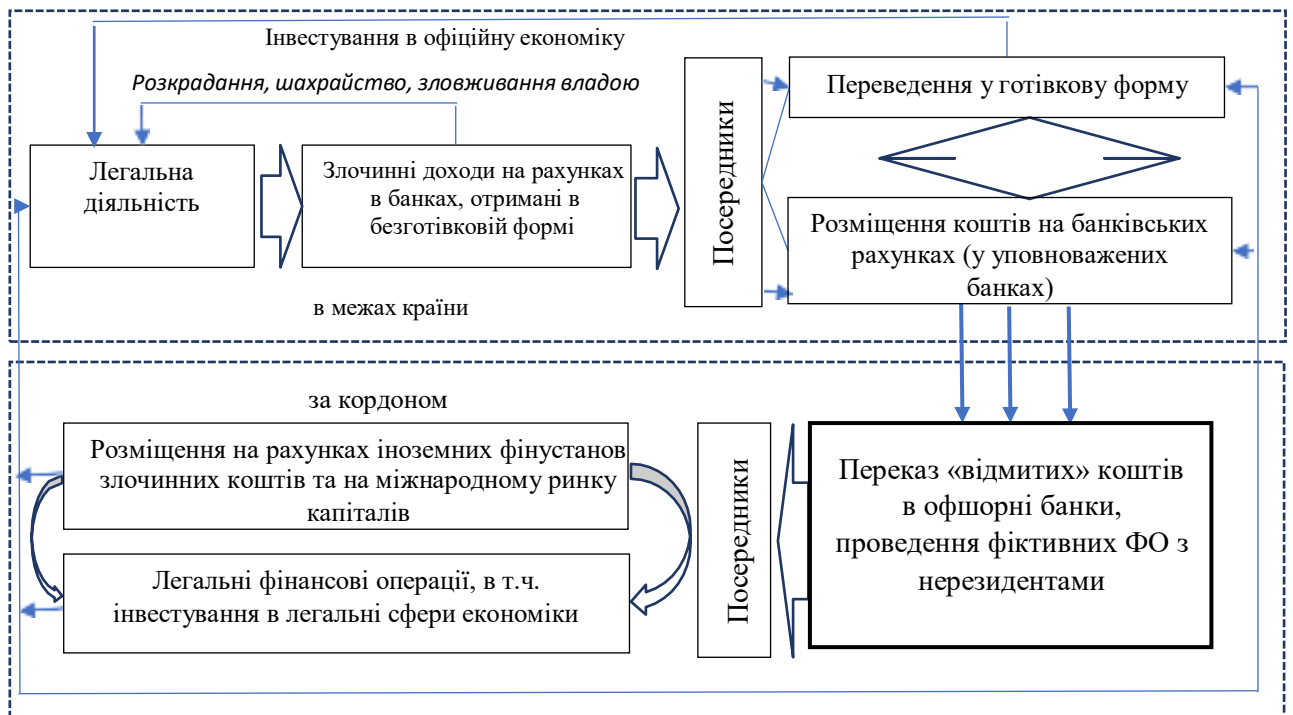 Інвестування в офіційну економіку
Розкрадання, шахрайство, зловживання владою
Легальна
діяльність
Злочинні доходи на рахунках
в банках, отримані в
безготівковій формі
Посередники
Переведення у готівкову форму
Розміщення коштів на банківських
рахунках (у уповноважених
банках)
в межах країни
за кордоном
Розміщення на рахунках іноземних фінустанов
злочинних коштів та на міжнародному ринку
капіталів
Легальні фінансові операції, в т.ч.
інвестування в легальні сфери економіки
Посередники
Переказ «відмитих» коштів
в офшорні банки,
проведення фіктивних ФО з
нерезидентами